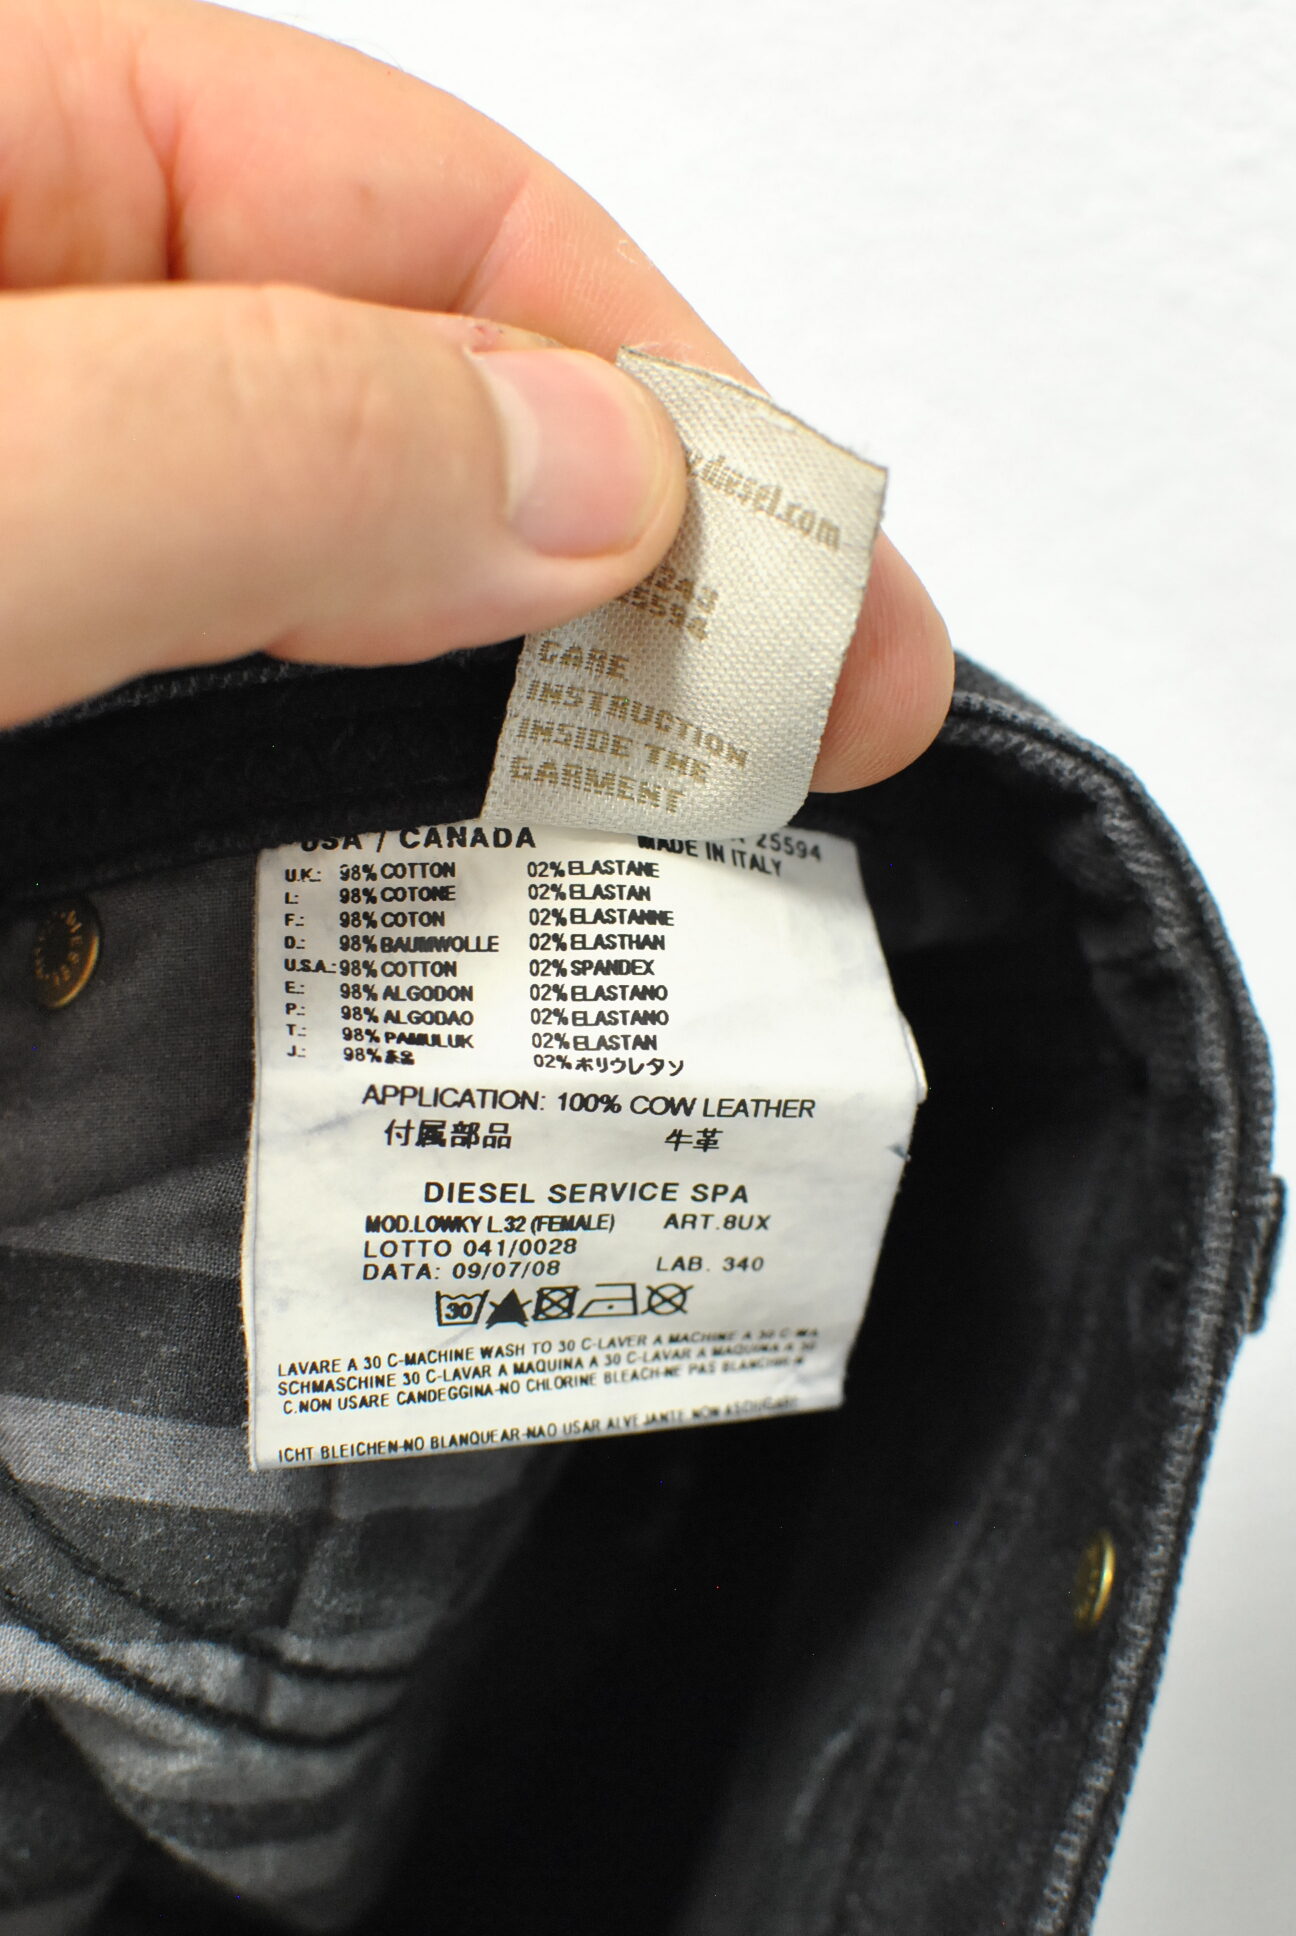 diesel.com
CARE
INSTRUCTION
INSIDE THE
GARMENT
USA / CANADA
25594
MADE IN ITALY
U.K.: 98% COTTON 02% ELASTANE
I.: 98% COTONE 02% ELASTAN
F.: 98% COTON 02% ELASTANNE
D.: 98% BAUMWOLLE 02% ELASTHAN
U.S.A.: 98% COTTON 02% SPANDEX
E.: 98% ALGODON 02% ELASTANO
P.: 98% ALGODAO 02% ELASTANO
T.: 98% PAMULUK 02% ELASTAN
J.: 98% 02% ポリウレタン
APPLICATION: 100% COW LEATHER
付属部品 牛革
DIESEL SERVICE SPA
MOD.LOWKY L.32 (FEMALE) ART.8UX
LOTTO 041/0028
DATA: 09/07/08 LAB. 340
30
LAVARE A 30 C-MACHINE WASH TO 30 C-LAVER A MACHINE A 30 C-WA
SCHMASCHINE 30 C-LAVAR A MAQUINA A 30 C-LAVAR A MAQUINA A 30
C.NON USARE CANDEGGINA-NO CHLORINE BLEACH-NE PAS BLANCHIR-N
ICHT BLEICHEN-NO BLANQUEAR-NAO USAR ALVEJANTE NON ASCIUGARE